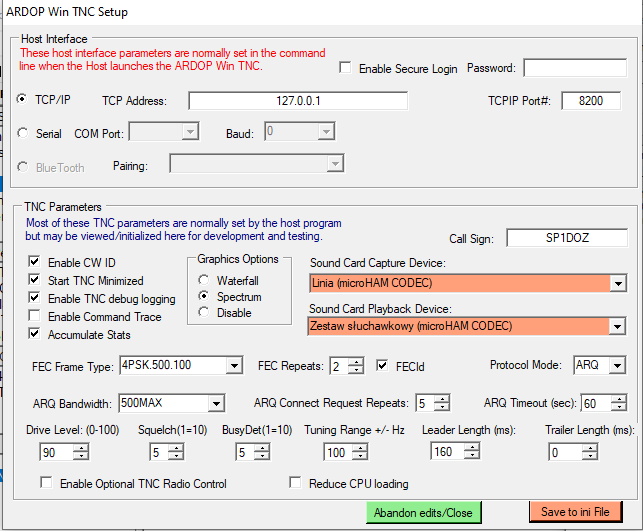 ARDOP Win TNC Setup
Host Interface
These host interface parameters are normally set in the command
line when the Host launches the ARDOP Win TNC.
Enable Secure Login Password:
TCP/IP TCP Address: 127.0.0.1 TCPIP Port#: 8200
Serial COM Port: Baud: 0
BlueTooth Pairing:
TNC Parameters
Most of these TNC parameters are normally set by the host program
but may be viewed/initialized here for development and testing.
Call Sign: SP1DOZ
Enable CW ID
Start TNC Minimized
Enable TNC debug logging
Enable Command Trace
Accumulate Stats
Graphics Options
Waterfall
Spectrum
Disable
Sound Card Capture Device:
Linia (microHAM CODEC)
Sound Card Playback Device:
Zestaw słuchawkowy (microHAM CODEC)
FEC Frame Type: 4PSK.500.100 FEC Repeats: 2 FECId Protocol Mode: ARQ
ARQ Bandwidth: 500MAX ARQ Connect Request Repeats: 5 ARQ Timeout (sec): 60
Drive Level: (0-100) Squelch(1=10) BusyDet(1=10) Tuning Range +/- Hz Leader Length (ms): Trailer Length (ms):
90 5 5 100 160 0
Enable Optional TNC Radio Control Reduce CPU loading
Abandon edits/Close Save to ini File